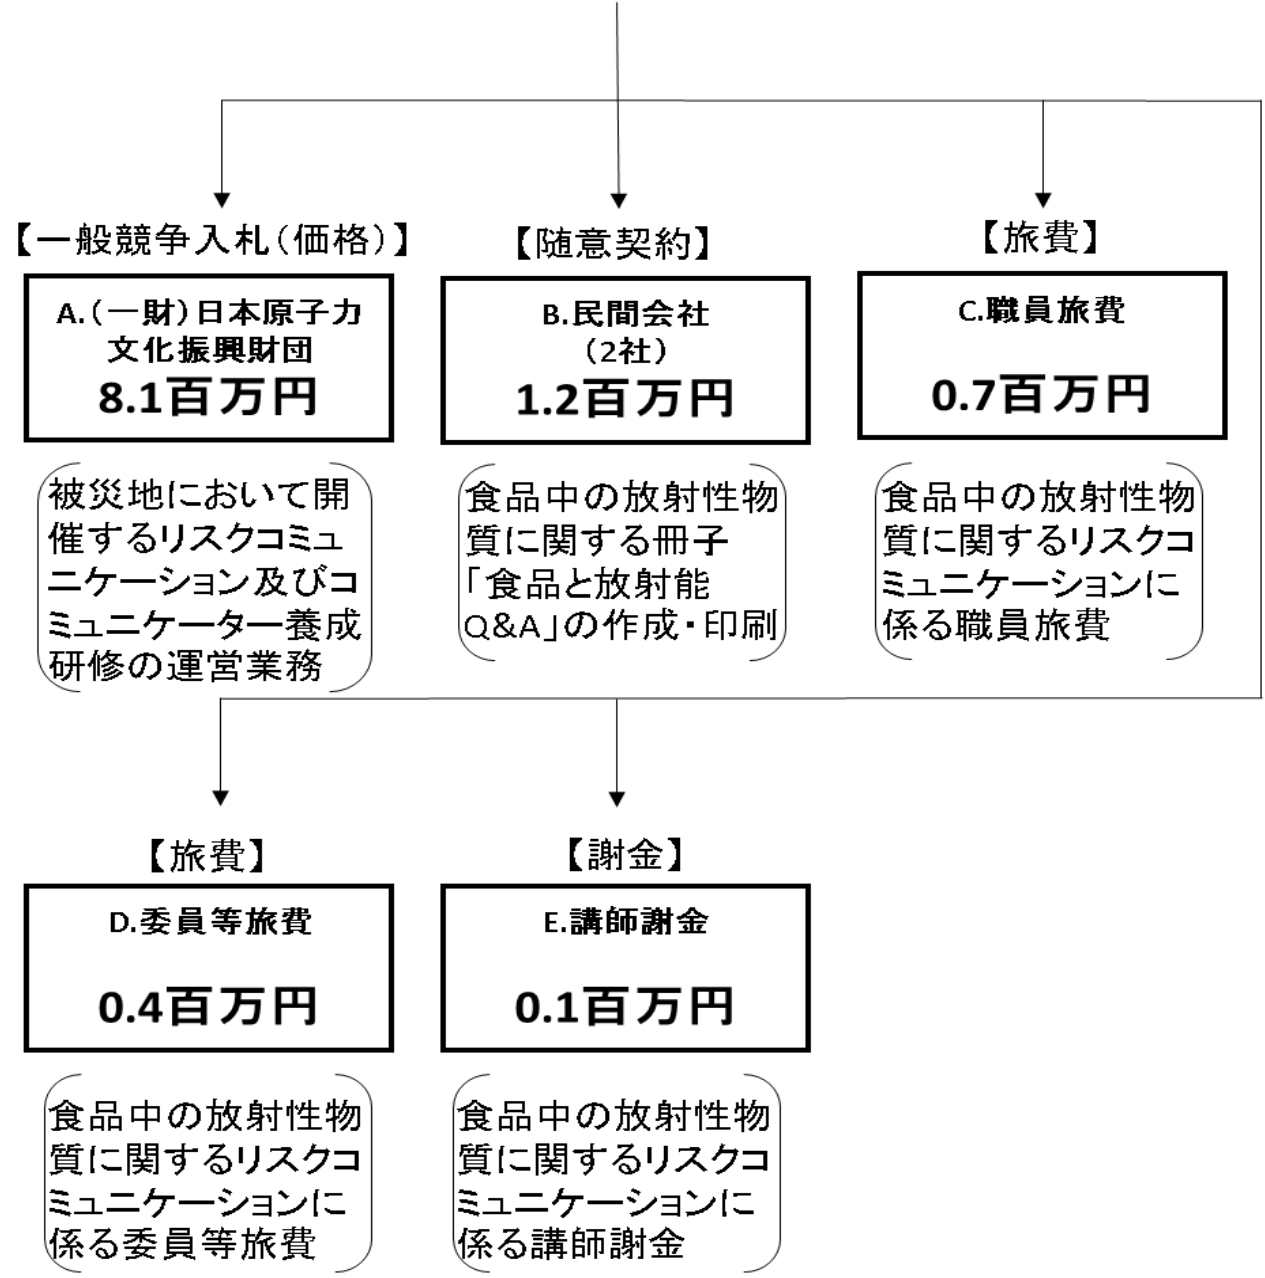 【一般競争入札（価格）】
A.（一財）日本原子力
文化振興財団
8.1百万円
被災地において開
催するリスクコミュ
ニケーション及びコ
ミュニケーター養成
研修の運営業務
【随意契約】
B.民間会社
（2社）
1.2百万円
食品中の放射性物
質に関する冊子
「食品と放射能
Q&A」の作成・印刷
【旅費】
C.職員旅費
0.7百万円
食品中の放射性物
質に関するリスクコ
ミュニケーションに
係る職員旅費
【旅費】
D.委員等旅費
0.4百万円
食品中の放射性物
質に関するリスクコ
ミュニケーションに
係る委員等旅費
【謝金】
E.講師謝金
0.1百万円
食品中の放射性物
質に関するリスクコ
ミュニケーションに
係る講師謝金